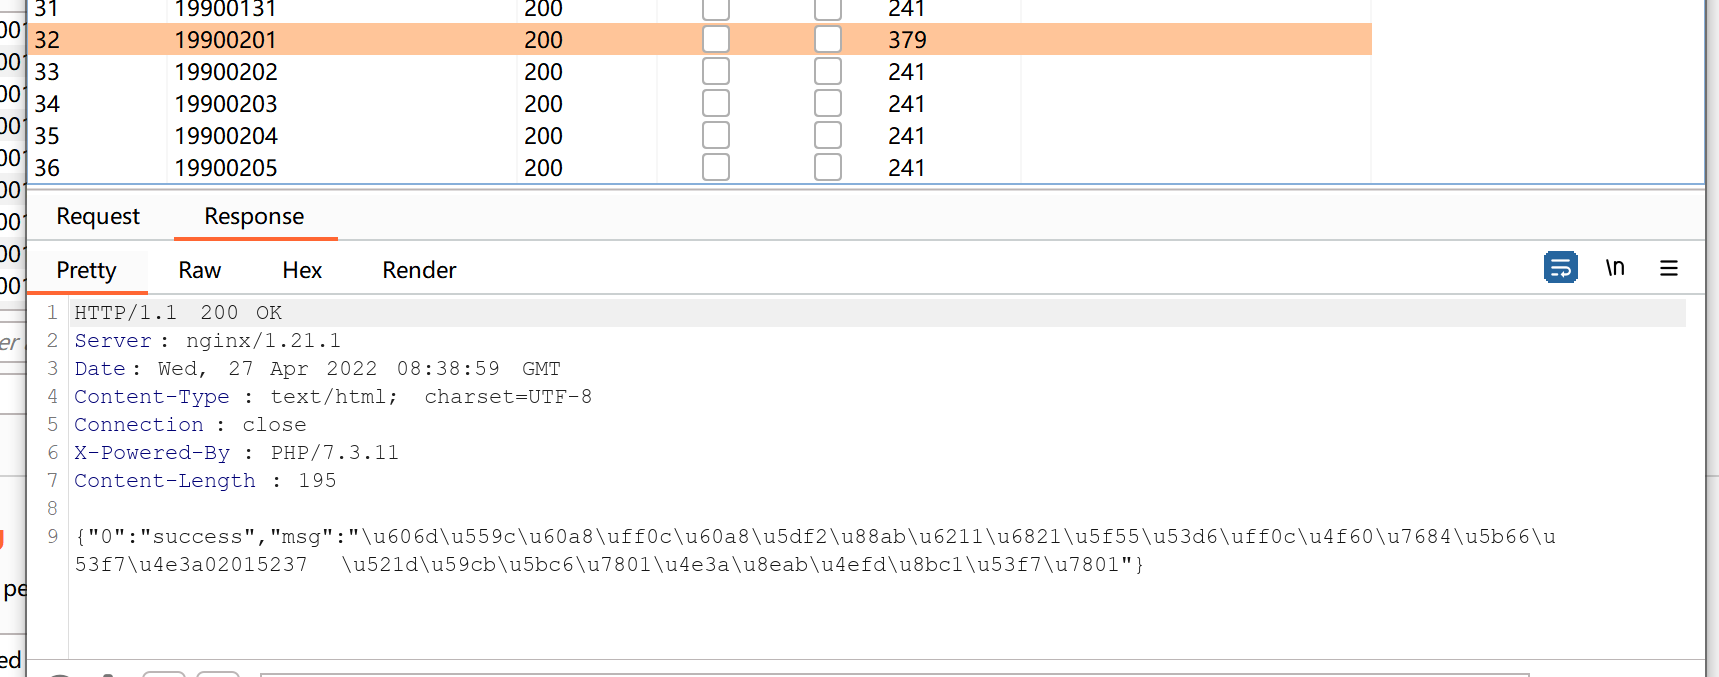 31 19900131 200 241
32 19900201 200 379
33 19900202 200 241
34 19900203 200 241
35 19900204 200 241
36 19900205 200 241
Request Response
Pretty Raw Hex Render \n
1 HTTP/1.1 200 OK
2 Server : nginx/1.21.1
3 Date : Wed, 27 Apr 2022 08:38:59 GMT
4 Content-Type : text/html; charset=UTF-8
5 Connection : close
6 X-Powered-By : PHP/7.3.11
7 Content-Length : 195
8
9 {"0":"success","msg":"\u606d\u559c\u60a8\uff0c\u60a8\u5df2\u88ab\u6211\u6821\u5f55\u53d6\uff0c\u4f60\u7684\u5b66\u
53f7\u4e3a02015237 \u521d\u59cb\u5bc6\u7801\u4e3a\u8eab\u4efd\u8bc1\u53f7\u7801"}